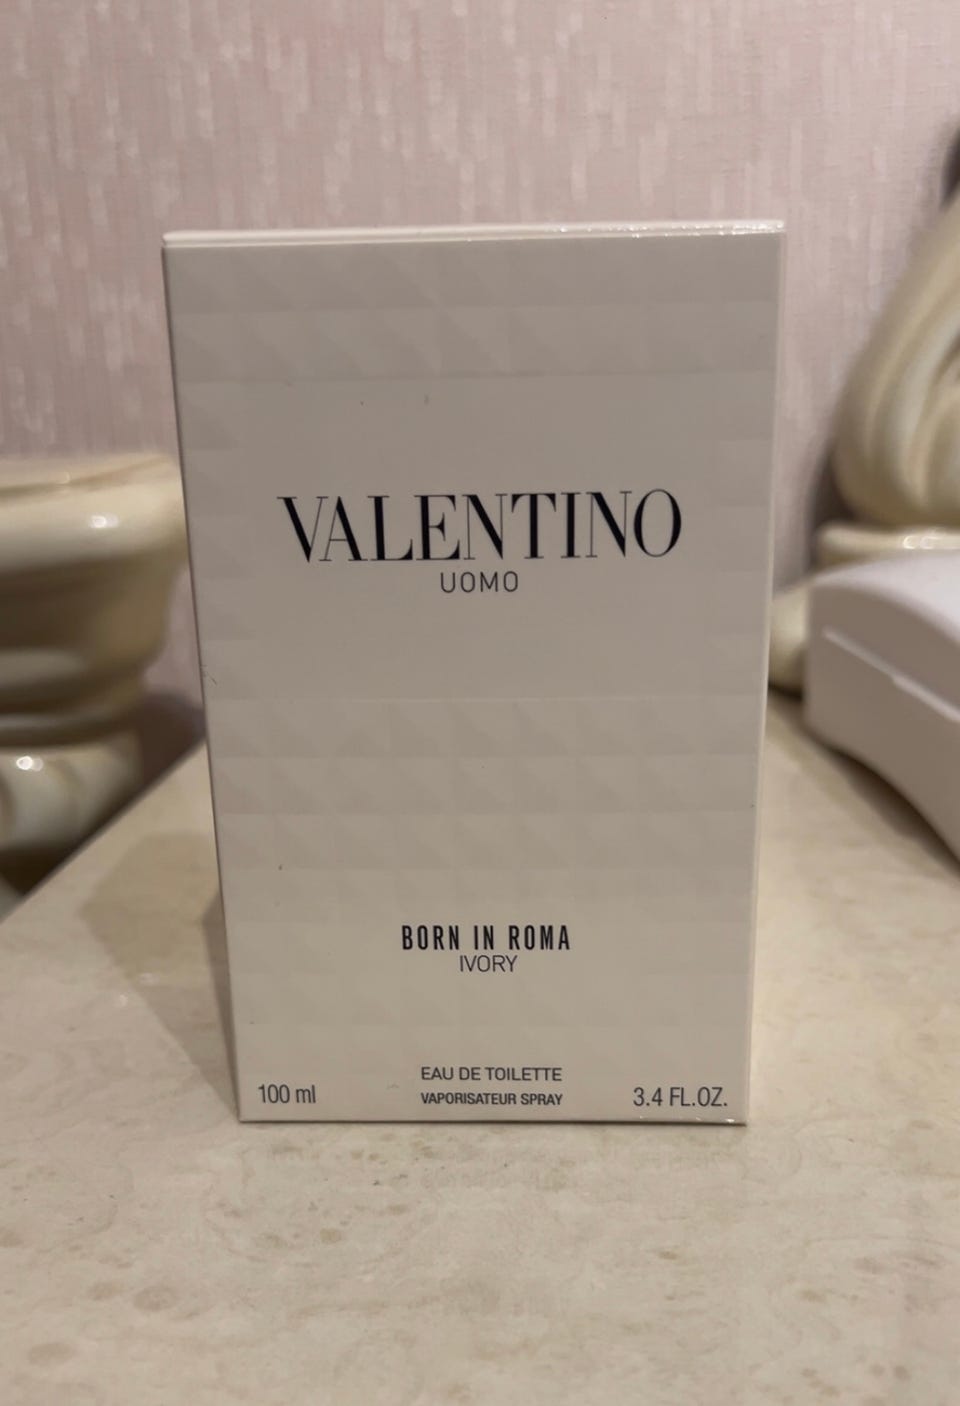 VALENTINO
UOMO
BORN IN ROMA
IVORY
EAU DE TOILETTE
100 ml VAPORISATEUR SPRAY 3.4 FL.OZ.